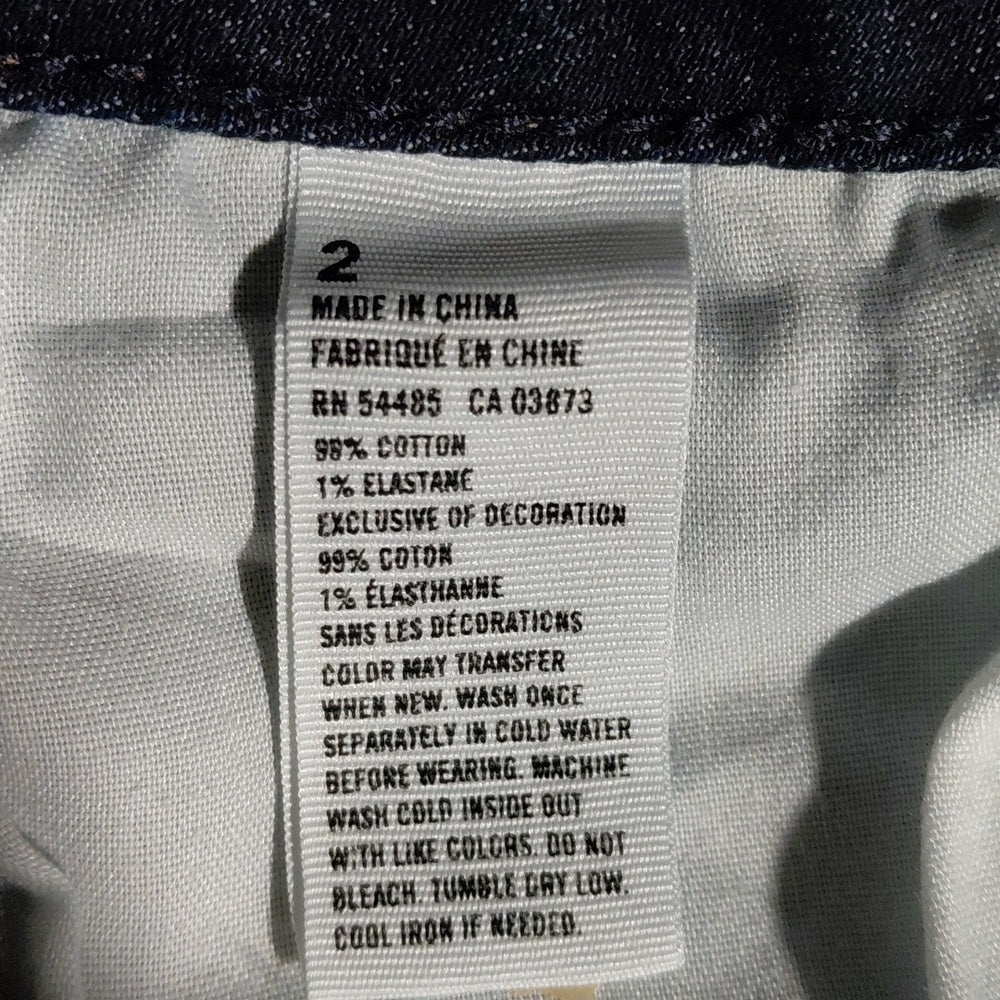 2
MADE IN CHINA
FABRIQUÉ EN CHINE
RN 54485 CA 03873
99% COTTON
1% ELASTANE
EXCLUSIVE OF DECORATION
99% COTON
1% ÉLASTHANNE
SANS LES DÉCORATIONS
COLOR MAY TRANSFER
WHEN NEW. WASH ONCE
SEPARATELY IN COLD WATER
BEFORE WEARING. MACHINE
WASH COLD INSIDE OUT
WITH LIKE COLORS. DO NOT
BLEACH. TUMBLE DRY LOW.
COOL IRON IF NEEDED.